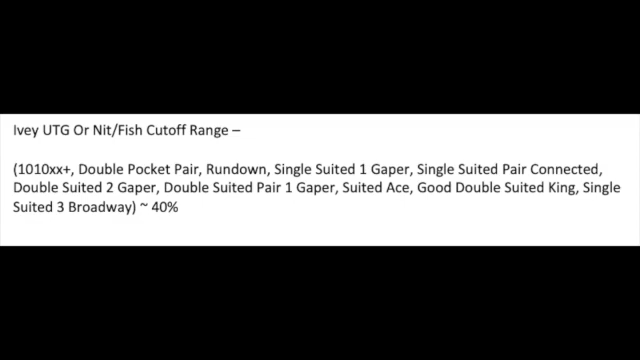 Ivey UTG Or Nit/Fish Cutoff Range –
(1010xx+, Double Pocket Pair, Rundown, Single Suited 1 Gaper, Single Suited Pair Connected,
Double Suited 2 Gaper, Double Suited Pair 1 Gaper, Suited Ace, Good Double Suited King, Single
Suited 3 Broadway) ~ 40%